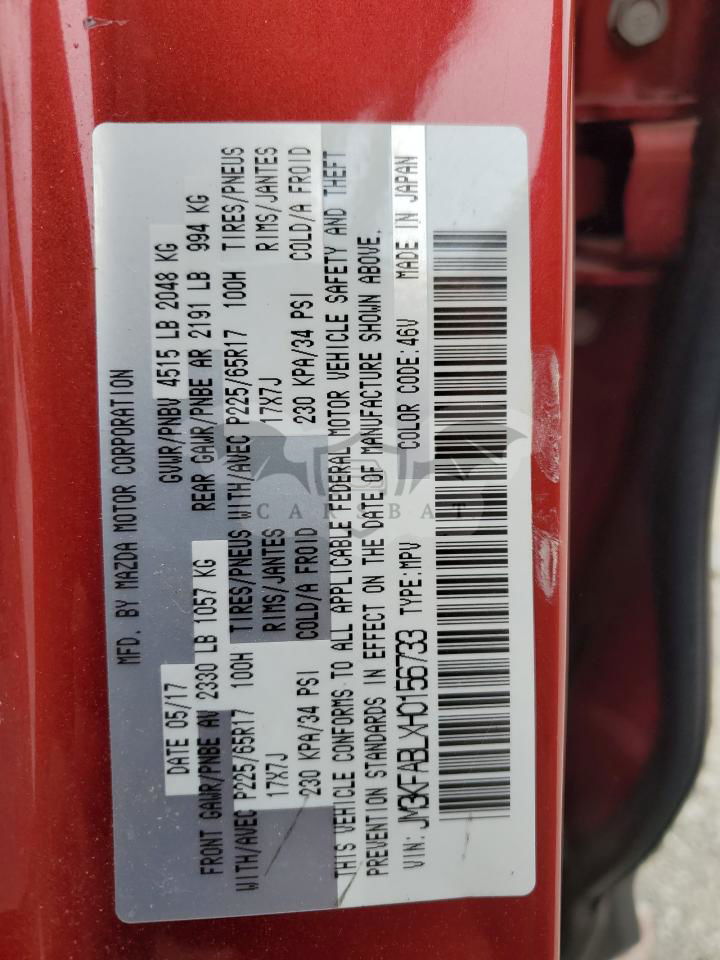 MFD. BY MAZDA MOTOR CORPORATION
DATE 05/17 GVWR/PNBV 4515 LB 2048 KG
FRONT GAWR/PNBE AV 2330 LB 1057 KG REAR GAWR/PNBE AR 2191 LB 994 KG
WITH/AVEC P225/65R17 100H TIRES/PNEUS WITH/AVEC P225/65R17 100H TIRES/PNEUS
17X7J RIMS/JANTES 17X7J RIMS/JANTES
230 KPA/34 PSI COLD/A FROID 230 KPA/34 PSI COLD/A FROID
THIS VEHICLE CONFORMS TO ALL APPLICABLE FEDERAL MOTOR VEHICLE SAFETY AND THEFT
PREVENTION STANDARDS IN EFFECT ON THE DATE OF MANUFACTURE SHOWN ABOVE.
VIN: JM3KFABLXH0156733 TYPE:MPV COLOR CODE:46V MADE IN JAPAN
CARSBAT